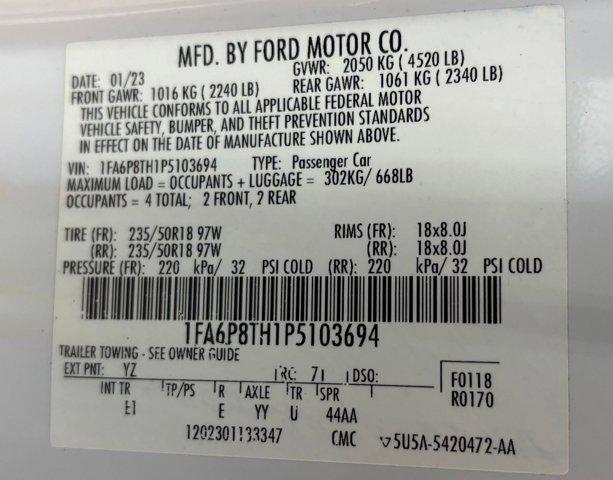 MFD. BY FORD MOTOR CO.
DATE: 01/23 GVWR: 2050 KG ( 4520 LB)
FRONT GAWR: 1016 KG ( 2240 LB) REAR GAWR: 1061 KG ( 2340 LB)
THIS VEHICLE CONFORMS TO ALL APPLICABLE FEDERAL MOTOR
VEHICLE SAFETY, BUMPER, AND THEFT PREVENTION STANDARDS
IN EFFECT ON THE DATE OF MANUFACTURE SHOWN ABOVE.
VIN: 1FA6P8TH1P5103694 TYPE: Passenger Car
MAXIMUM LOAD = OCCUPANTS + LUGGAGE = 302KG/ 668LB
OCCUPANTS = 4 TOTAL; 2 FRONT, 2 REAR
TIRE (FR): 235/50R18 97W RIMS (FR): 18x8.0J
(RR): 235/50R18 97W (RR): 18x8.0J
PRESSURE (FR): 220 kPa/ 32 PSI COLD (RR): 220 kPa/ 32 PSI COLD
1FA6P8TH1P5103694
TRAILER TOWING - SEE OWNER GUIDE
EXT PNT: YZ RC: 71 DSO: F0118
INT TR TP/PS R AXLE TR SPR R0170
EI E YY U 44AA
1202301133347 CMC 5U5A-5420472-AA